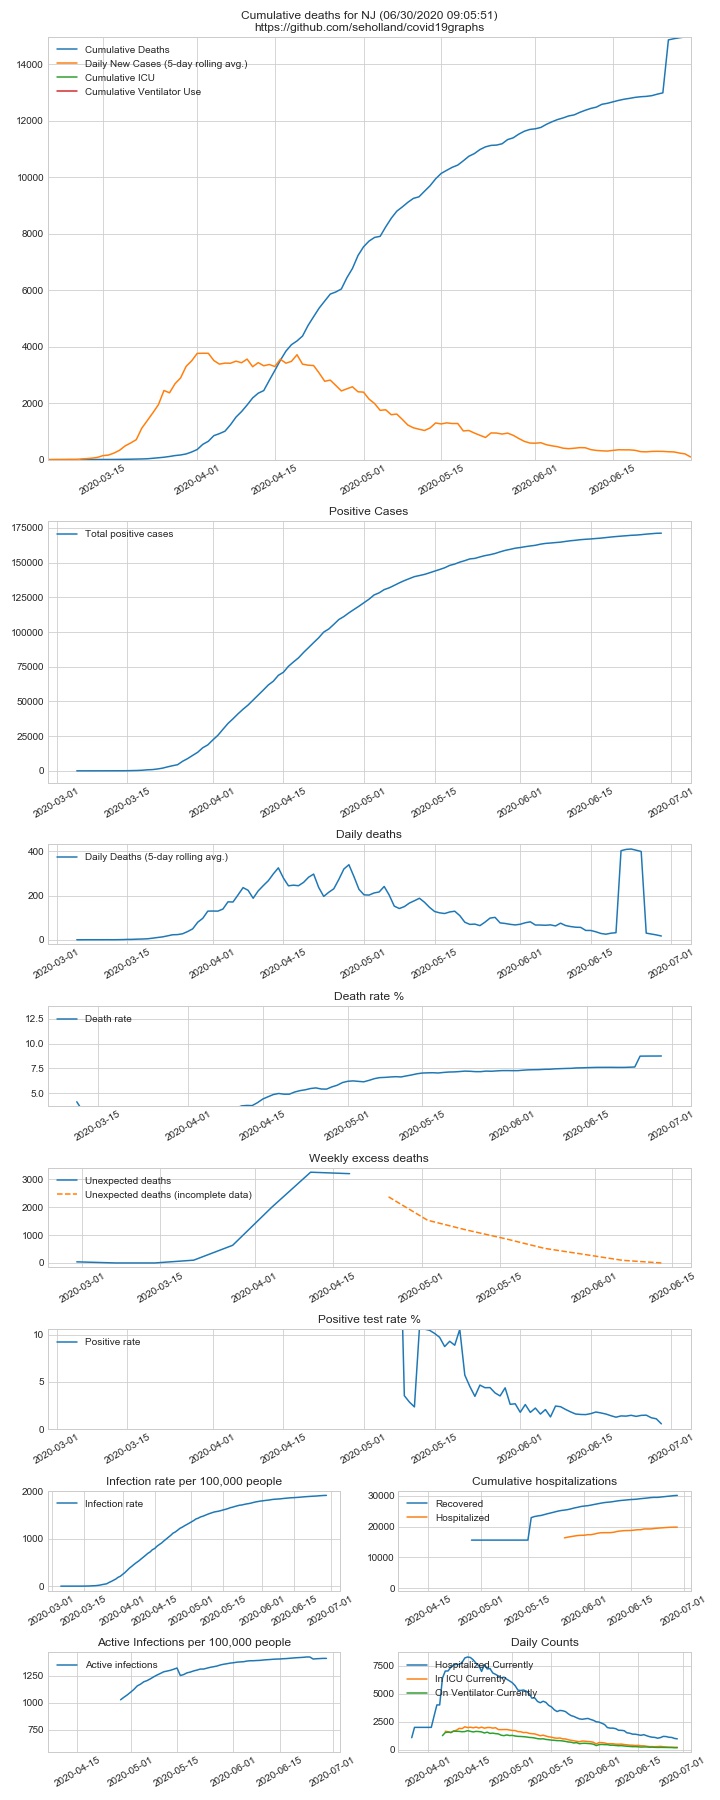 Cumulative deaths for NJ (06/30/2020 09:05:51)
https://github.com/seholland/covid19graphs
Cumulative Deaths
Daily New Cases (5-day rolling avg.)
Cumulative ICU
Cumulative Ventilator Use
14000
12000
10000
8000
6000
4000
2000
0
2020-03-15 2020-04-01 2020-04-15 2020-05-01 2020-05-15 2020-06-01 2020-06-15
Positive Cases
Total positive cases
175000
150000
125000
100000
75000
50000
25000
0
2020-03-01 2020-03-15 2020-04-01 2020-04-15 2020-05-01 2020-05-15 2020-06-01 2020-06-15 2020-07-01
Daily deaths
Daily Deaths (5-day rolling avg.)
400
200
0
2020-03-01 2020-03-15 2020-04-01 2020-04-15 2020-05-01 2020-05-15 2020-06-01 2020-06-15 2020-07-01
Death rate %
Death rate
12.5
10.0
7.5
5.0
2020-03-15 2020-04-01 2020-04-15 2020-05-01 2020-05-15 2020-06-01 2020-06-15 2020-07-01
Weekly excess deaths
Unexpected deaths
Unexpected deaths (incomplete data)
3000
2000
1000
0
2020-03-01 2020-03-15 2020-04-01 2020-04-15 2020-05-01 2020-05-15 2020-06-01 2020-06-15
Positive test rate %
Positive rate
10
5
0
2020-03-01 2020-03-15 2020-04-01 2020-04-15 2020-05-01 2020-05-15 2020-06-01 2020-06-15 2020-07-01
Infection rate per 100,000 people
Infection rate
2000
1000
0
2020-03-01 2020-03-15 2020-04-01 2020-04-15 2020-05-01 2020-05-15 2020-06-01 2020-06-15 2020-07-01
Cumulative hospitalizations
Recovered
Hospitalized
30000
20000
10000
0
2020-04-15 2020-05-01 2020-05-15 2020-06-01 2020-06-15 2020-07-01
Active Infections per 100,000 people
Active infections
1250
1000
750
2020-04-15 2020-05-01 2020-05-15 2020-06-01 2020-06-15 2020-07-01
Daily Counts
Hospitalized Currently
In ICU Currently
On Ventilator Currently
7500
5000
2500
0
2020-04-01 2020-04-15 2020-05-01 2020-05-15 2020-06-01 2020-06-15 2020-07-01